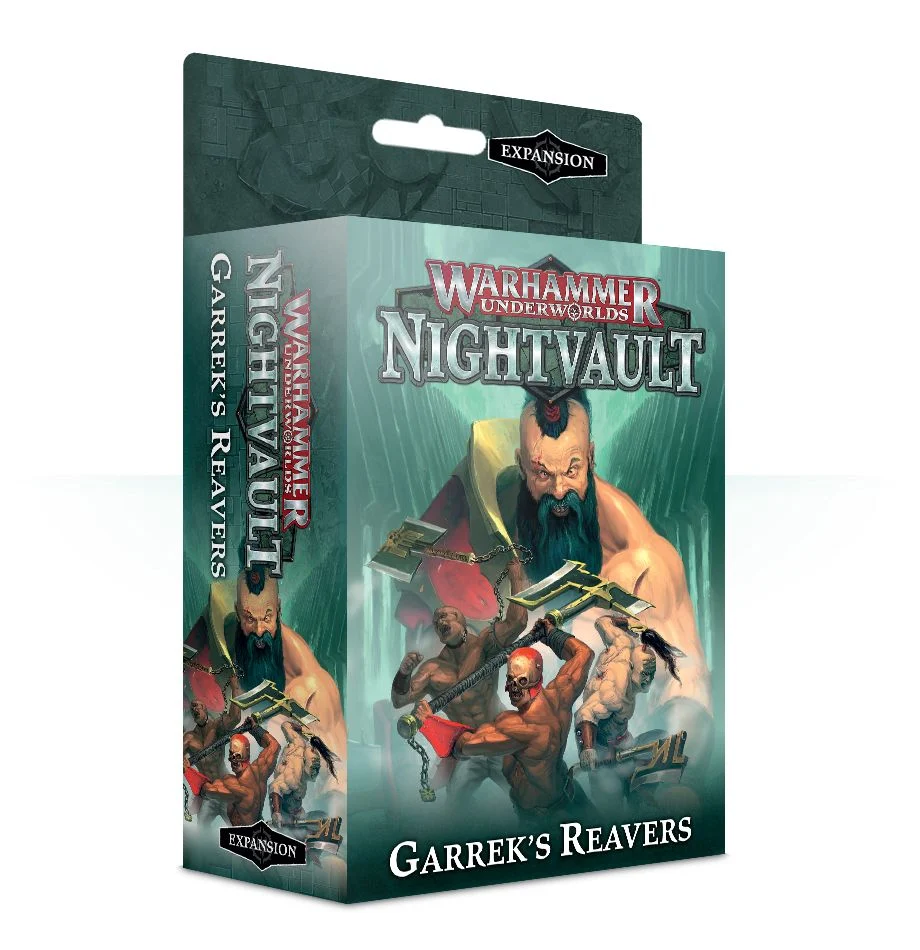 EXPANSION
WARHAMMER
UNDERWORLDS
NIGHTVAULT
GARREK'S REAVERS
WARHAMMER
UNDERWORLDS
NIGHTVAULT
GARREK'S REAVERS
EXPANSION